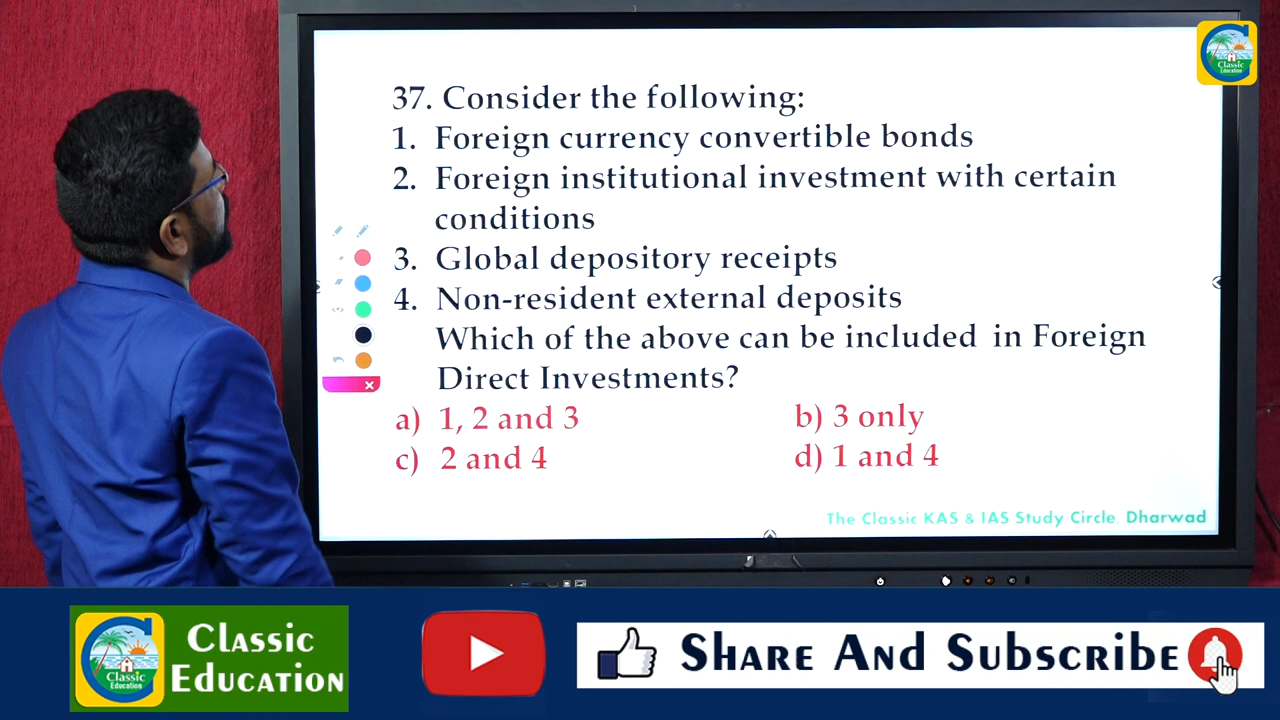 37. Consider the following:
1. Foreign currency convertible bonds
2. Foreign institutional investment with certain
conditions
3. Global depository receipts
4. Non-resident external deposits
Which of the above can be included in Foreign
Direct Investments?
a) 1, 2 and 3 b) 3 only
c) 2 and 4 d) 1 and 4
The Classic KAS & IAS Study Circle, Dharwad
Classic
Education
Classic
Education
Classic
Education
Share And Subscribe